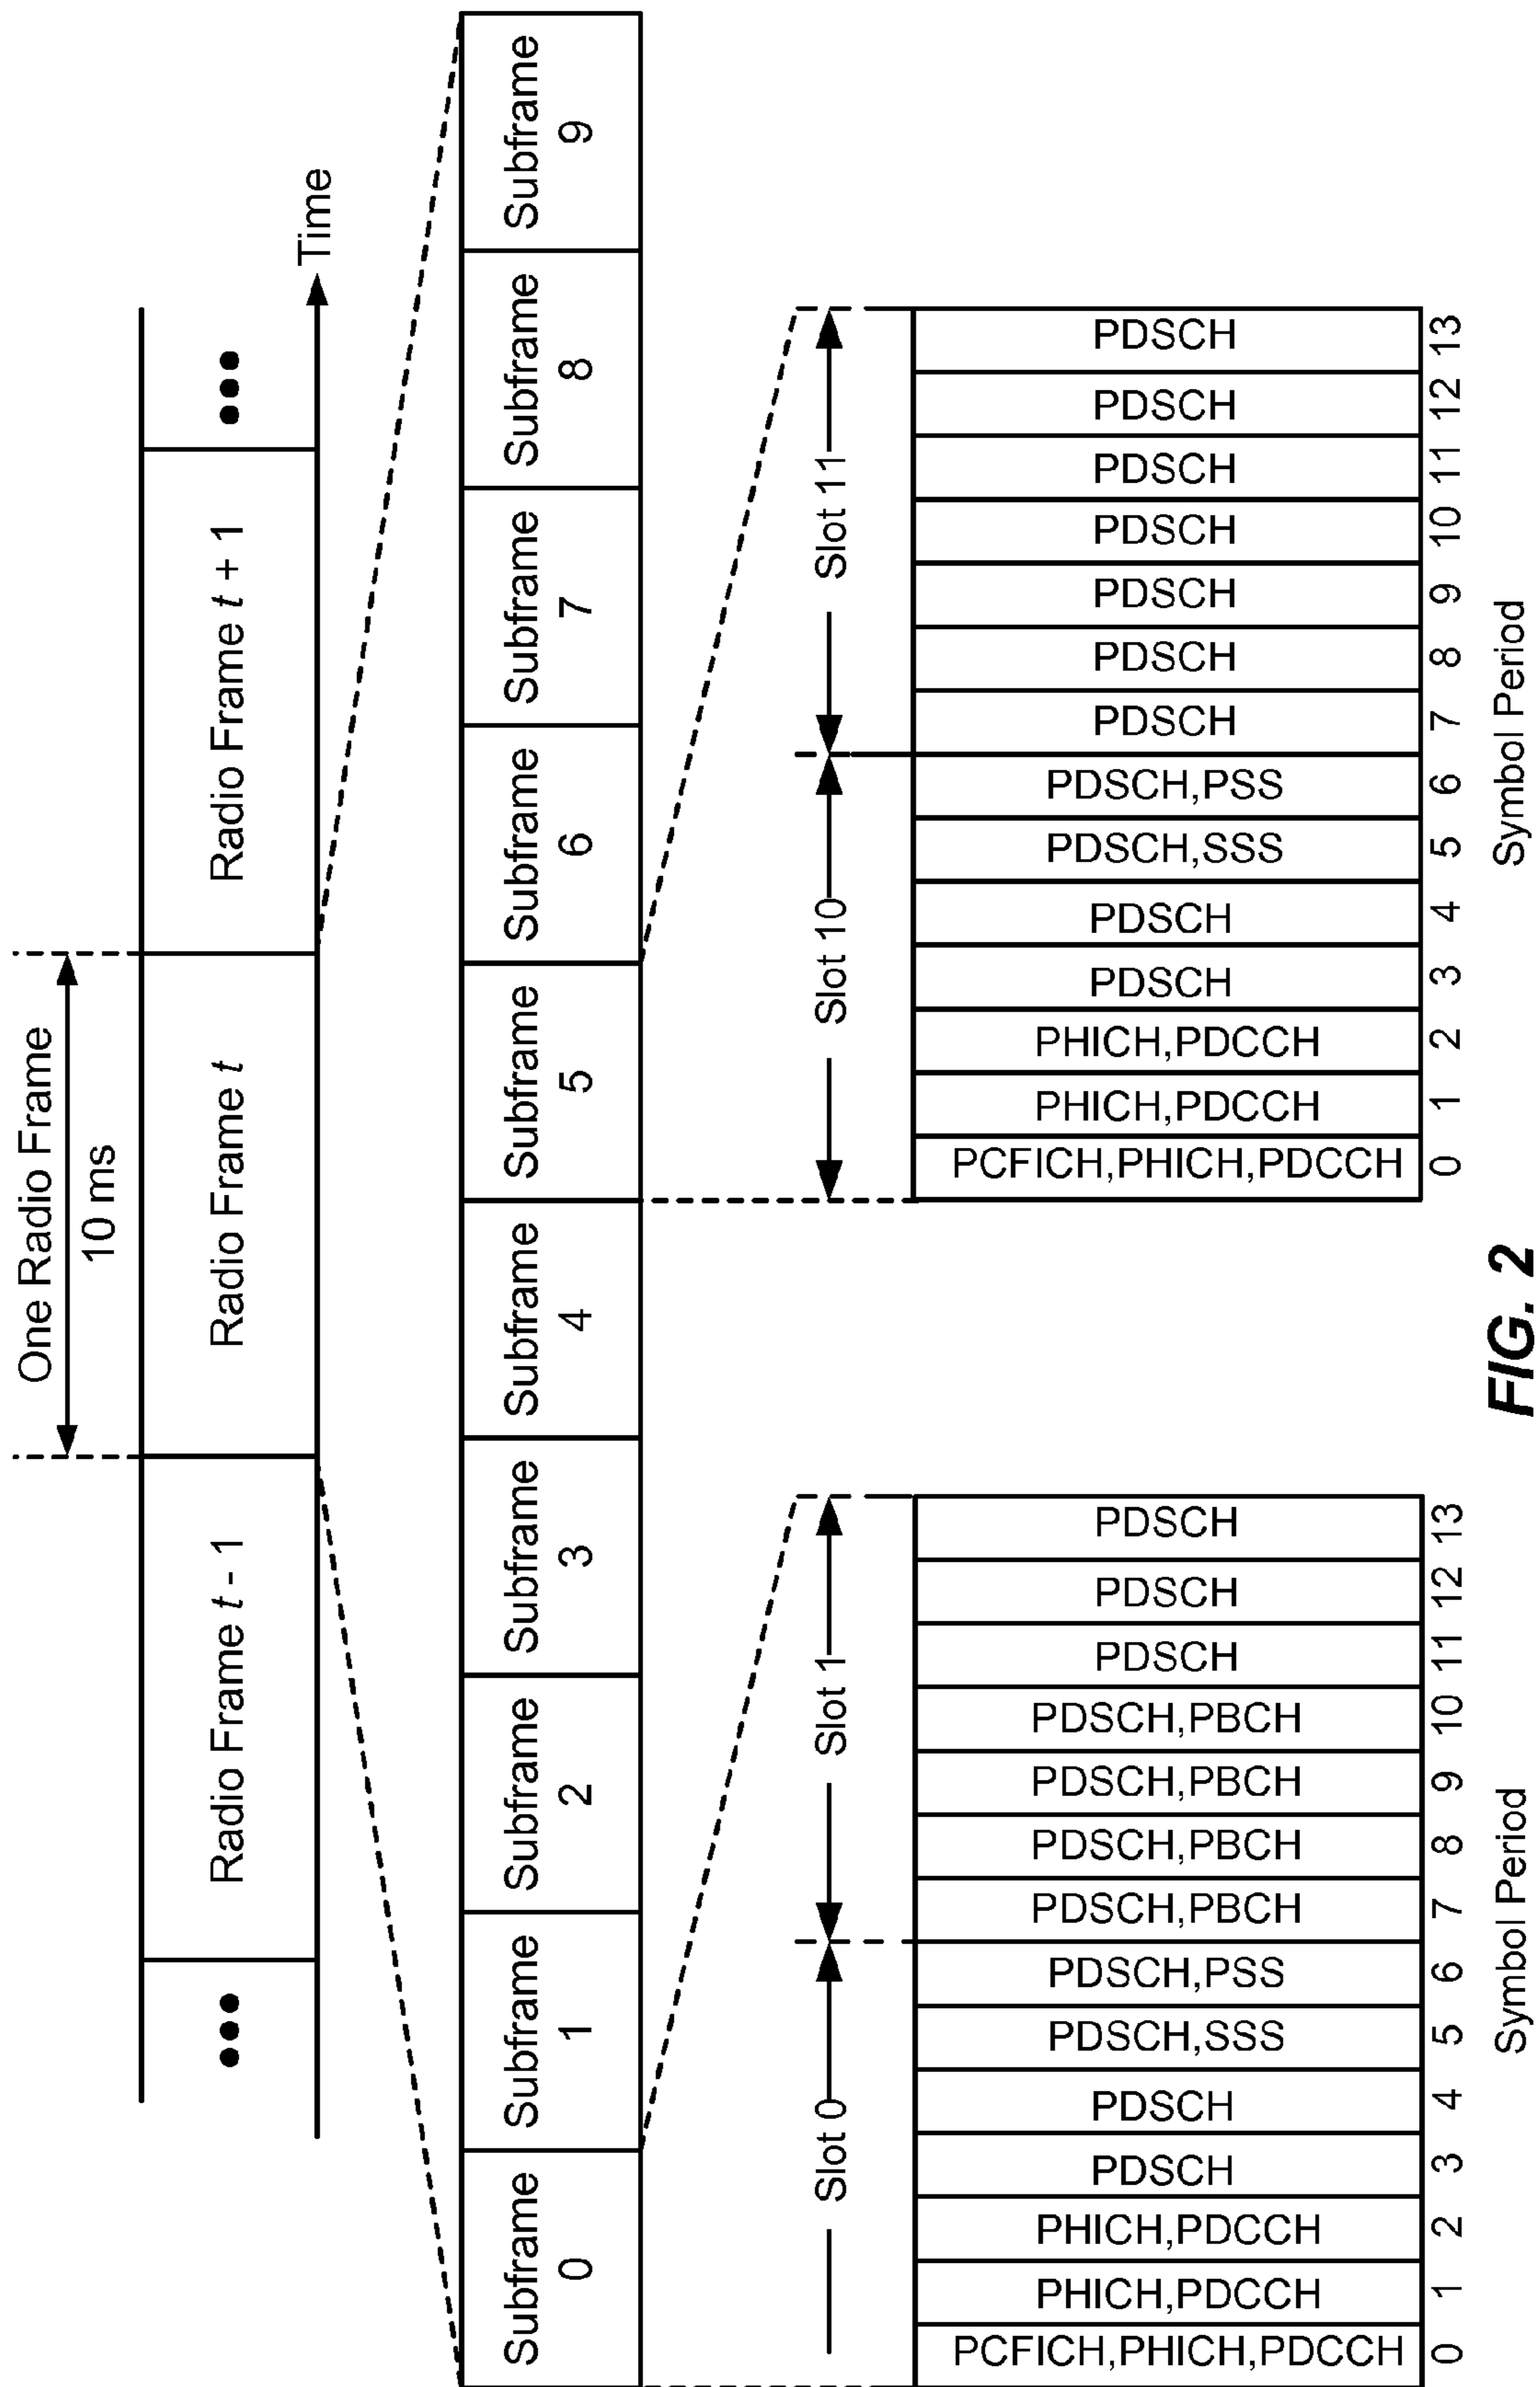 One Radio Frame
10 ms
Radio Frame t - 1
Radio Frame t
Radio Frame t + 1
Time
Subframe
0
Subframe
1
Subframe
2
Subframe
3
Subframe
4
Subframe
5
Subframe
6
Subframe
7
Subframe
8
Subframe
9
Slot 0
Slot 1
PCFICH,PHICH,PDCCH
PHICH,PDCCH
PHICH,PDCCH
PDSCH
PDSCH
PDSCH,SSS
PDSCH,PSS
PDSCH,PBCH
PDSCH,PBCH
PDSCH,PBCH
PDSCH,PBCH
PDSCH
PDSCH
PDSCH
0 1 2 3 4 5 6 7 8 9 10 11 12 13
Symbol Period
Slot 10
Slot 11
PCFICH,PHICH,PDCCH
PHICH,PDCCH
PHICH,PDCCH
PDSCH
PDSCH
PDSCH,SSS
PDSCH,PSS
PDSCH
PDSCH
PDSCH
PDSCH
PDSCH
PDSCH
PDSCH
0 1 2 3 4 5 6 7 8 9 10 11 12 13
Symbol Period
FIG. 2